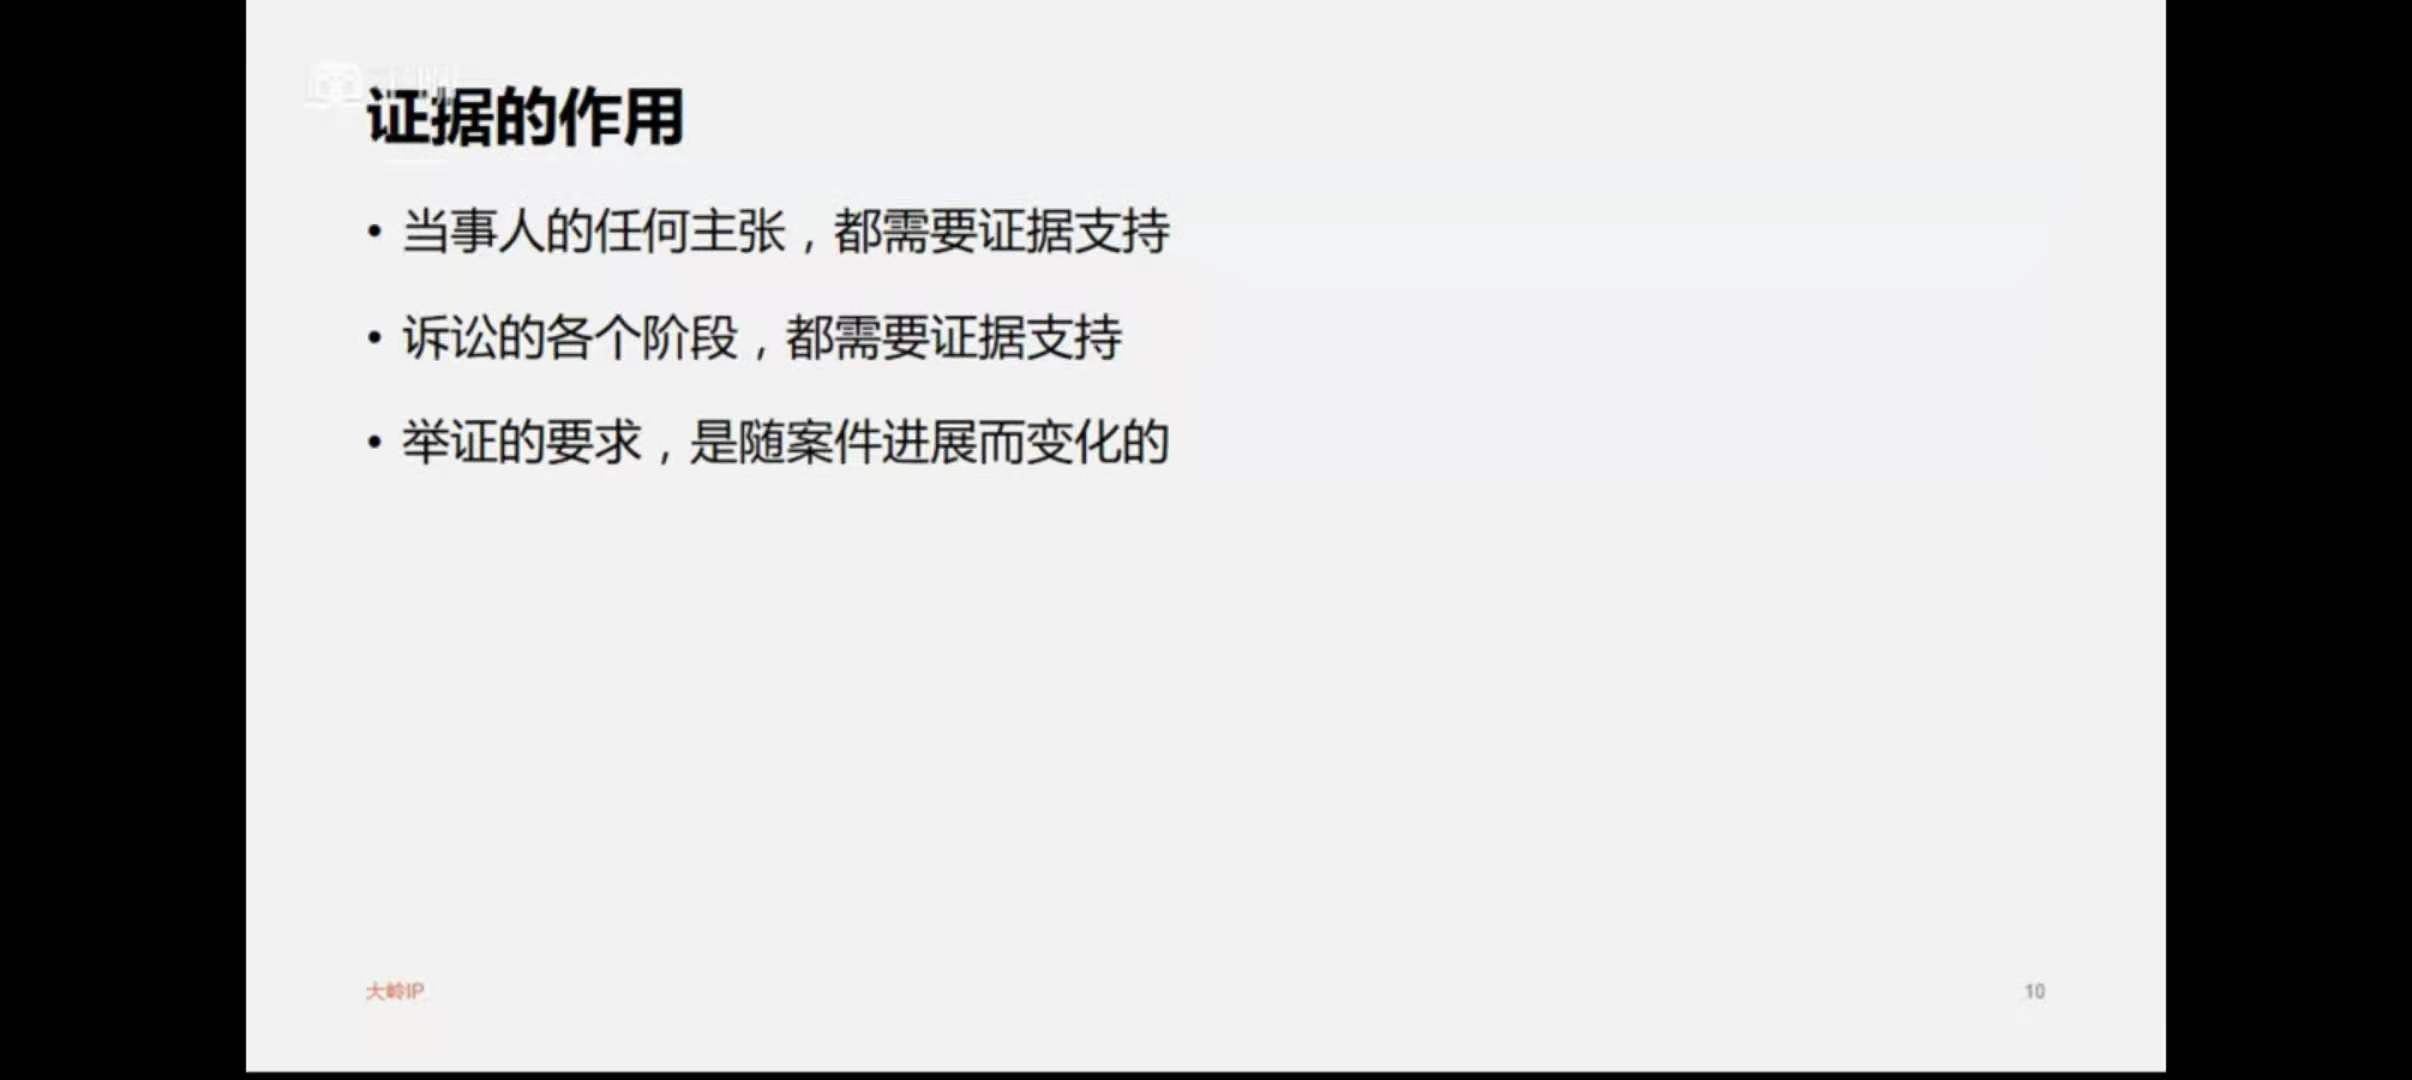 证据的作用
• 当事人的任何主张，都需要证据支持
• 诉讼的各个阶段，都需要证据支持
• 举证的要求，是随案件进展而变化的
大岭IP
10